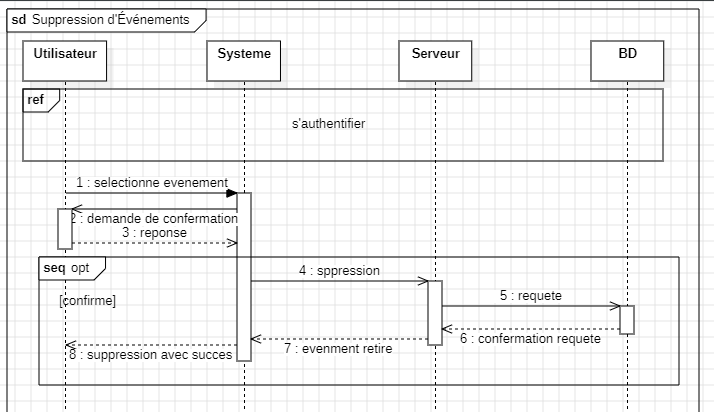 sd Suppression d'Événements
Utilisateur
Systeme
Serveur
BD
ref
s'authentifier
1 : selectionne evenement
2 : demande de confermation
3 : reponse
seq opt
4 : sppression
[confirme]
5 : requete
6 : confermation requete
7 : evenment retire
8 : suppression avec succes